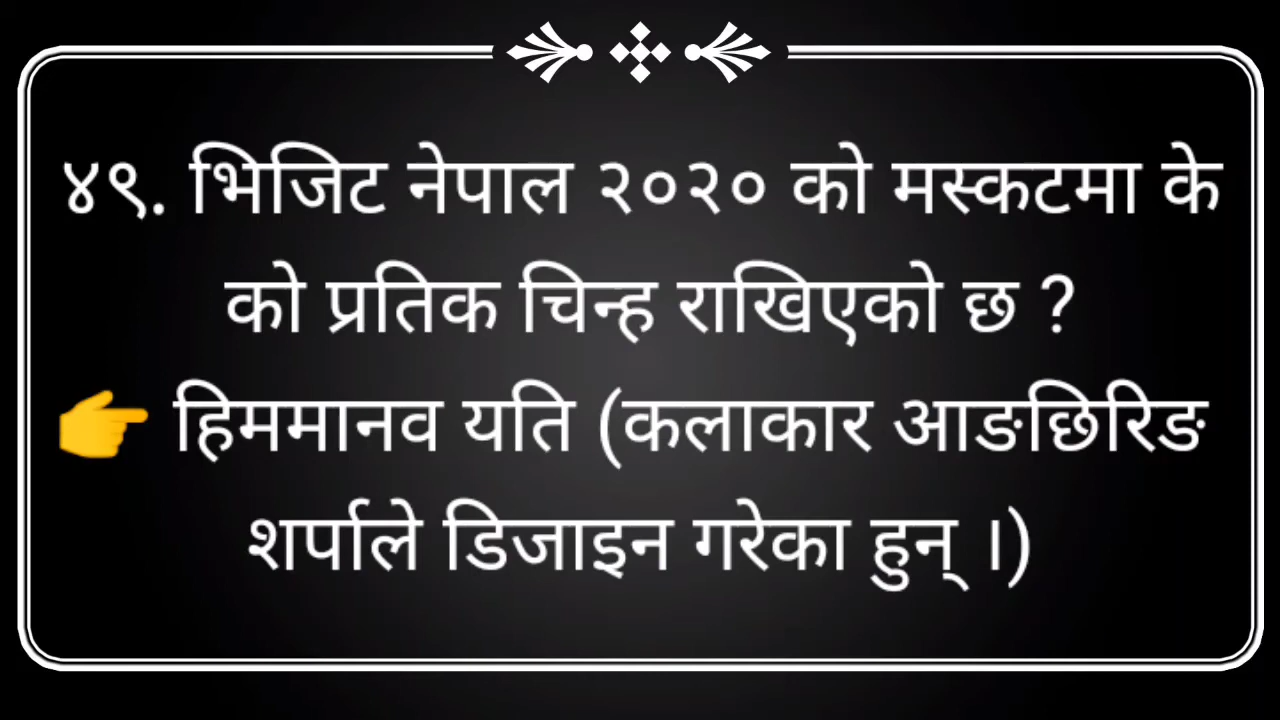 ४९. भिजिट नेपाल २०२० को मस्कटमा के
को प्रतिक चिन्ह राखिएको छ ?
👉 हिममानव यति (कलाकार आङछिरिङ
शर्पाले डिजाइन गरेका हुन् ।)